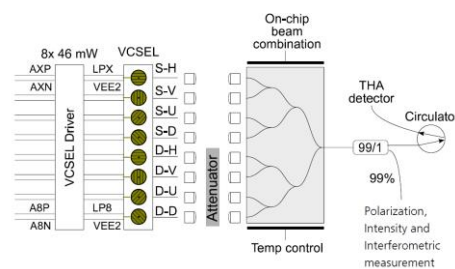 On-chip
beam
combination
8x 46 mW
VCSEL
AXP
LPX
AXN
VEE2
VCSEL Driver
A8P
LP8
A8N
VEE2
S-H
S-V
S-U
S-D
D-H
D-V
D-U
D-D
Attenuator
Temp control
THA
detector
Circulato
99/1
99%
Polarization,
Intensity and
Interferometric
measurement